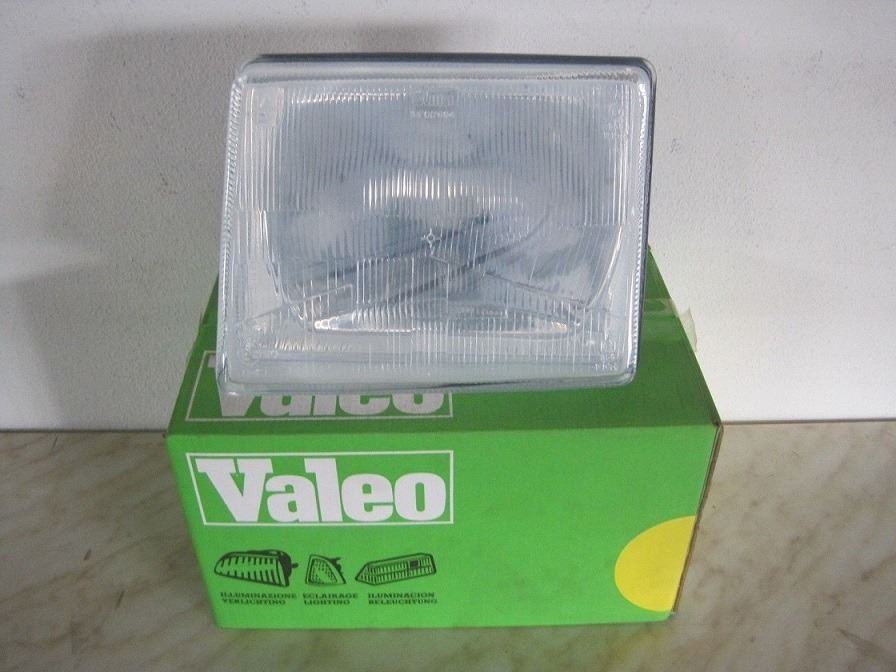 Valeo
Valeo
ILLUMINAZIONE ECLAIRAGE ILUMINACION
VERLICHTING LIGHTING BELEUCHTUNG